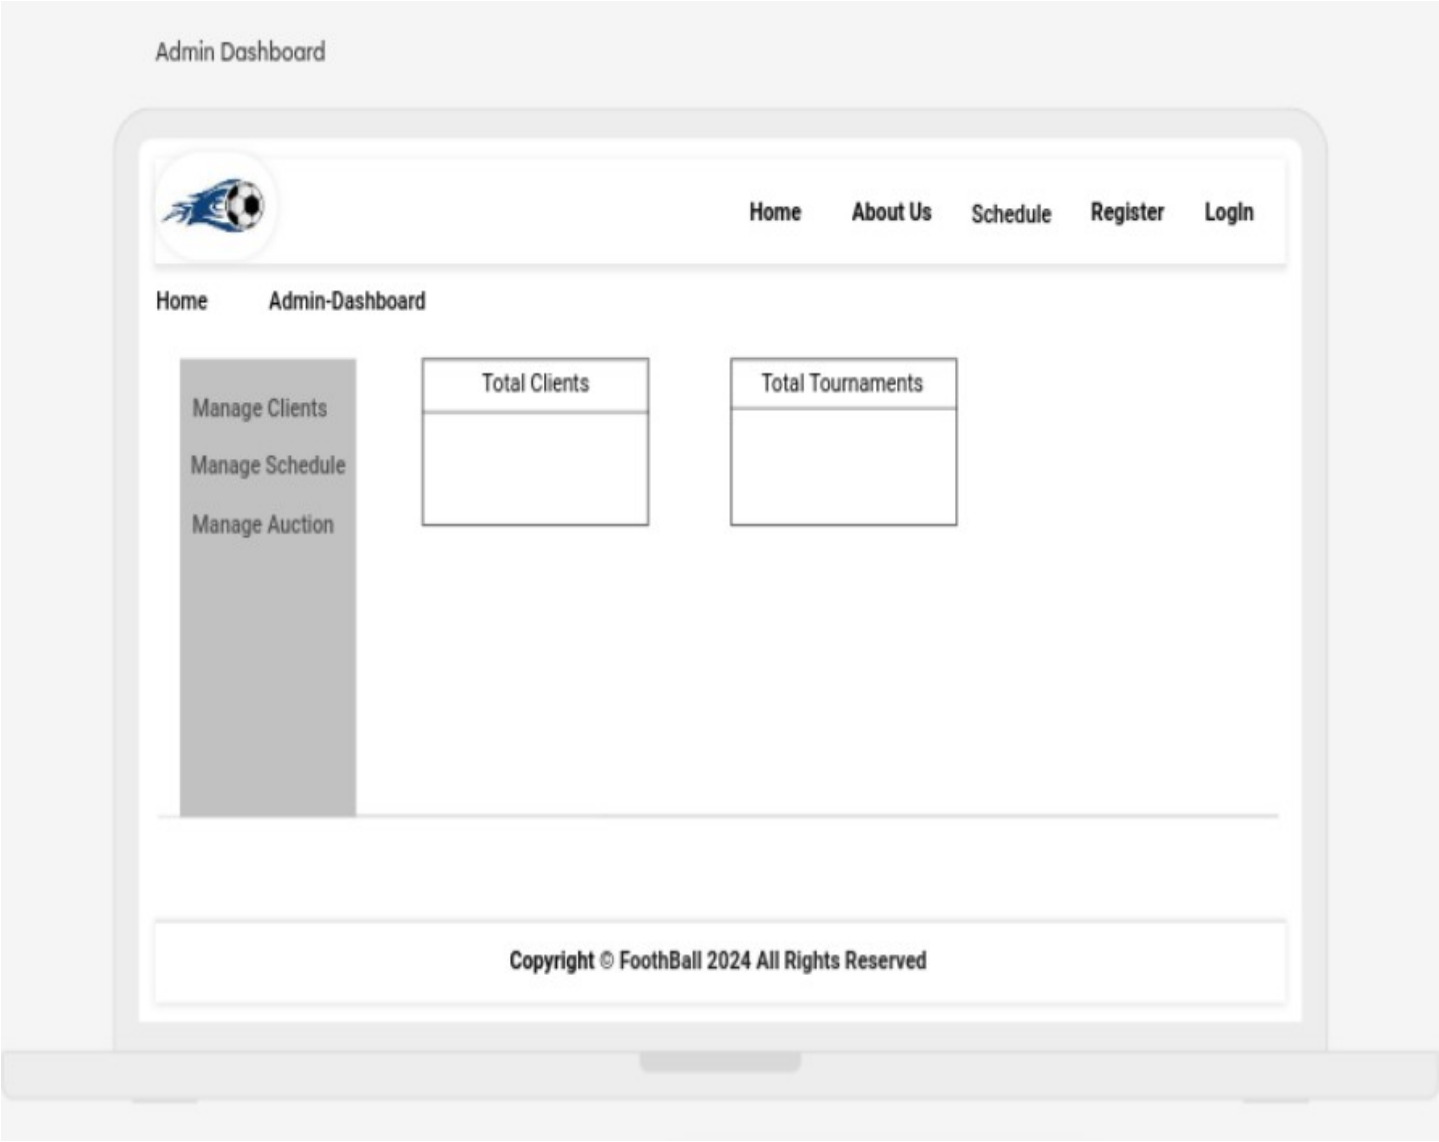 Admin Dashboard
Home About Us Schedule Register LogIn
Home Admin-Dashboard
Total Clients Total Tournaments
Manage Clients
Manage Schedule
Manage Auction
Copyright © FoothBall 2024 All Rights Reserved